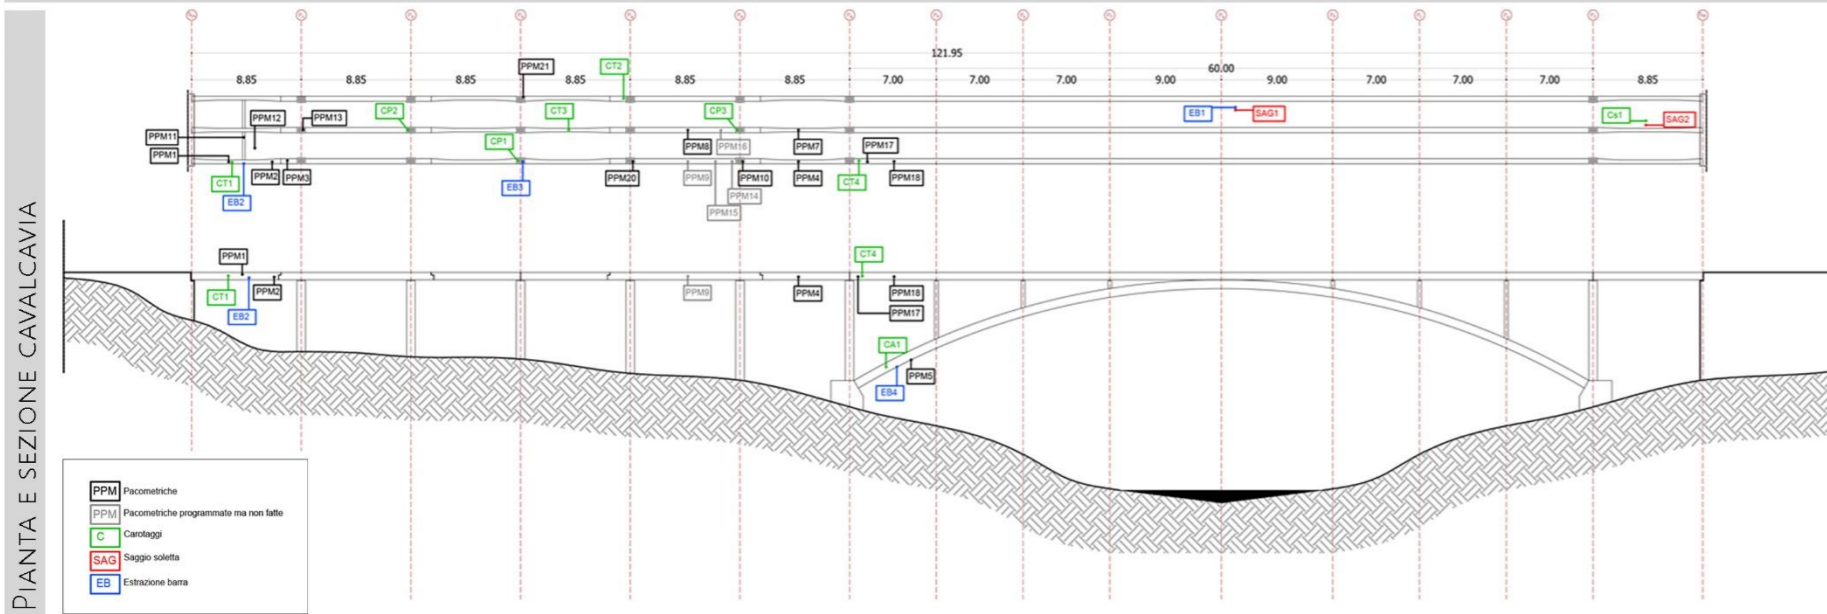 PIANTA E SEZIONE CAVALCAVIA
121.95
60.00
8.85 8.85 8.85 8.85 8.85 8.85 7.00 7.00 7.00 9.00 9.00 7.00 7.00 7.00 8.85
PPM21 CT2
PPM12 PPM13 CP2 CT3 CP3 EB1 SAG1 Cs1 SAG2
PPM11 CP1 PPM8 PPM16 PPM7 PPM17
PPM1
CT1 PPM2 PPM3 EB3 PPM20 PPM9 PPM10 PPM4 CT4 PPM18
EB2 PPM14
PPM15
PPM1 CT4
CT1 PPM2 PPM9 PPM4 PPM18
EB2 PPM17
CA1
PPM5
EB4
PPM Pacometriche
PPM Pacometriche programmate ma non fatte
C Carotaggi
SAG Saggio soletta
EB Estrazione barra